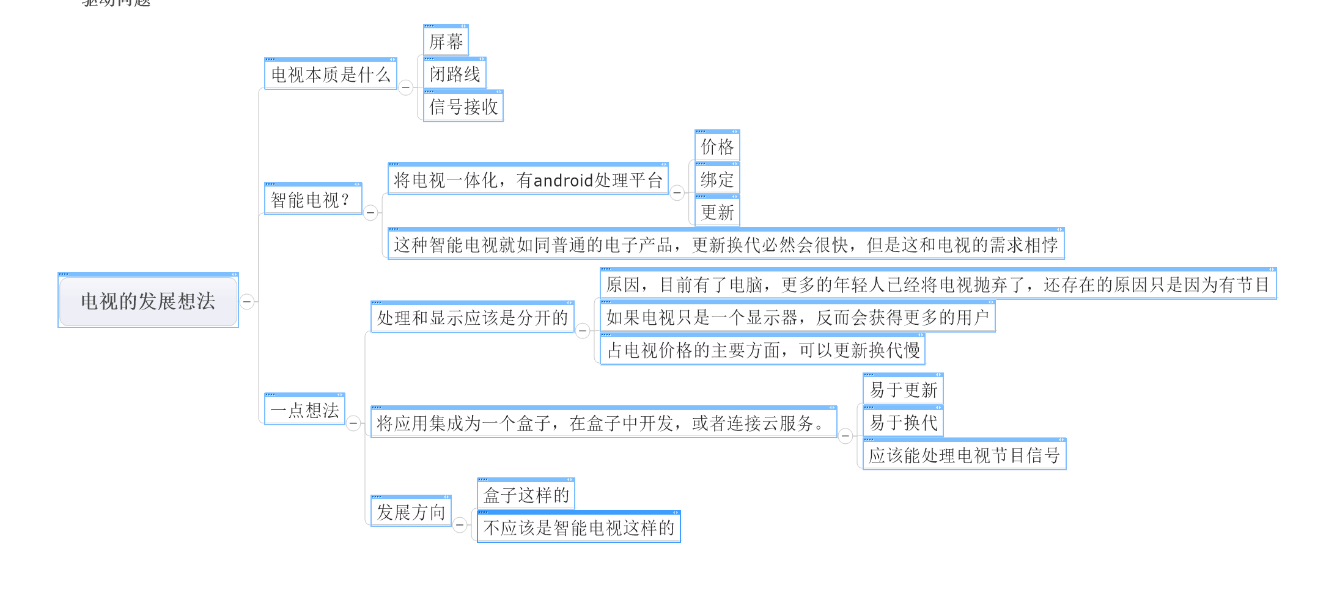 驱动问题
屏幕
电视本质是什么
闭路线
信号接收
价格
将电视一体化，有android处理平台
绑定
智能电视？
更新
这种智能电视就如同普通的电子产品，更新换代必然会很快，但是这和电视的需求相悖
原因，目前有了电脑，更多的年轻人已经将电视抛弃了，还存在的原因只是因为有节目
电视的发展想法
处理和显示应该是分开的
如果电视只是一个显示器，反而会获得更多的用户
占电视价格的主要方面，可以更新换代慢
易于更新
一点想法
将应用集成为一个盒子，在盒子中开发，或者连接云服务。
易于换代
应该能处理电视节目信号
盒子这样的
发展方向
不应该是智能电视这样的